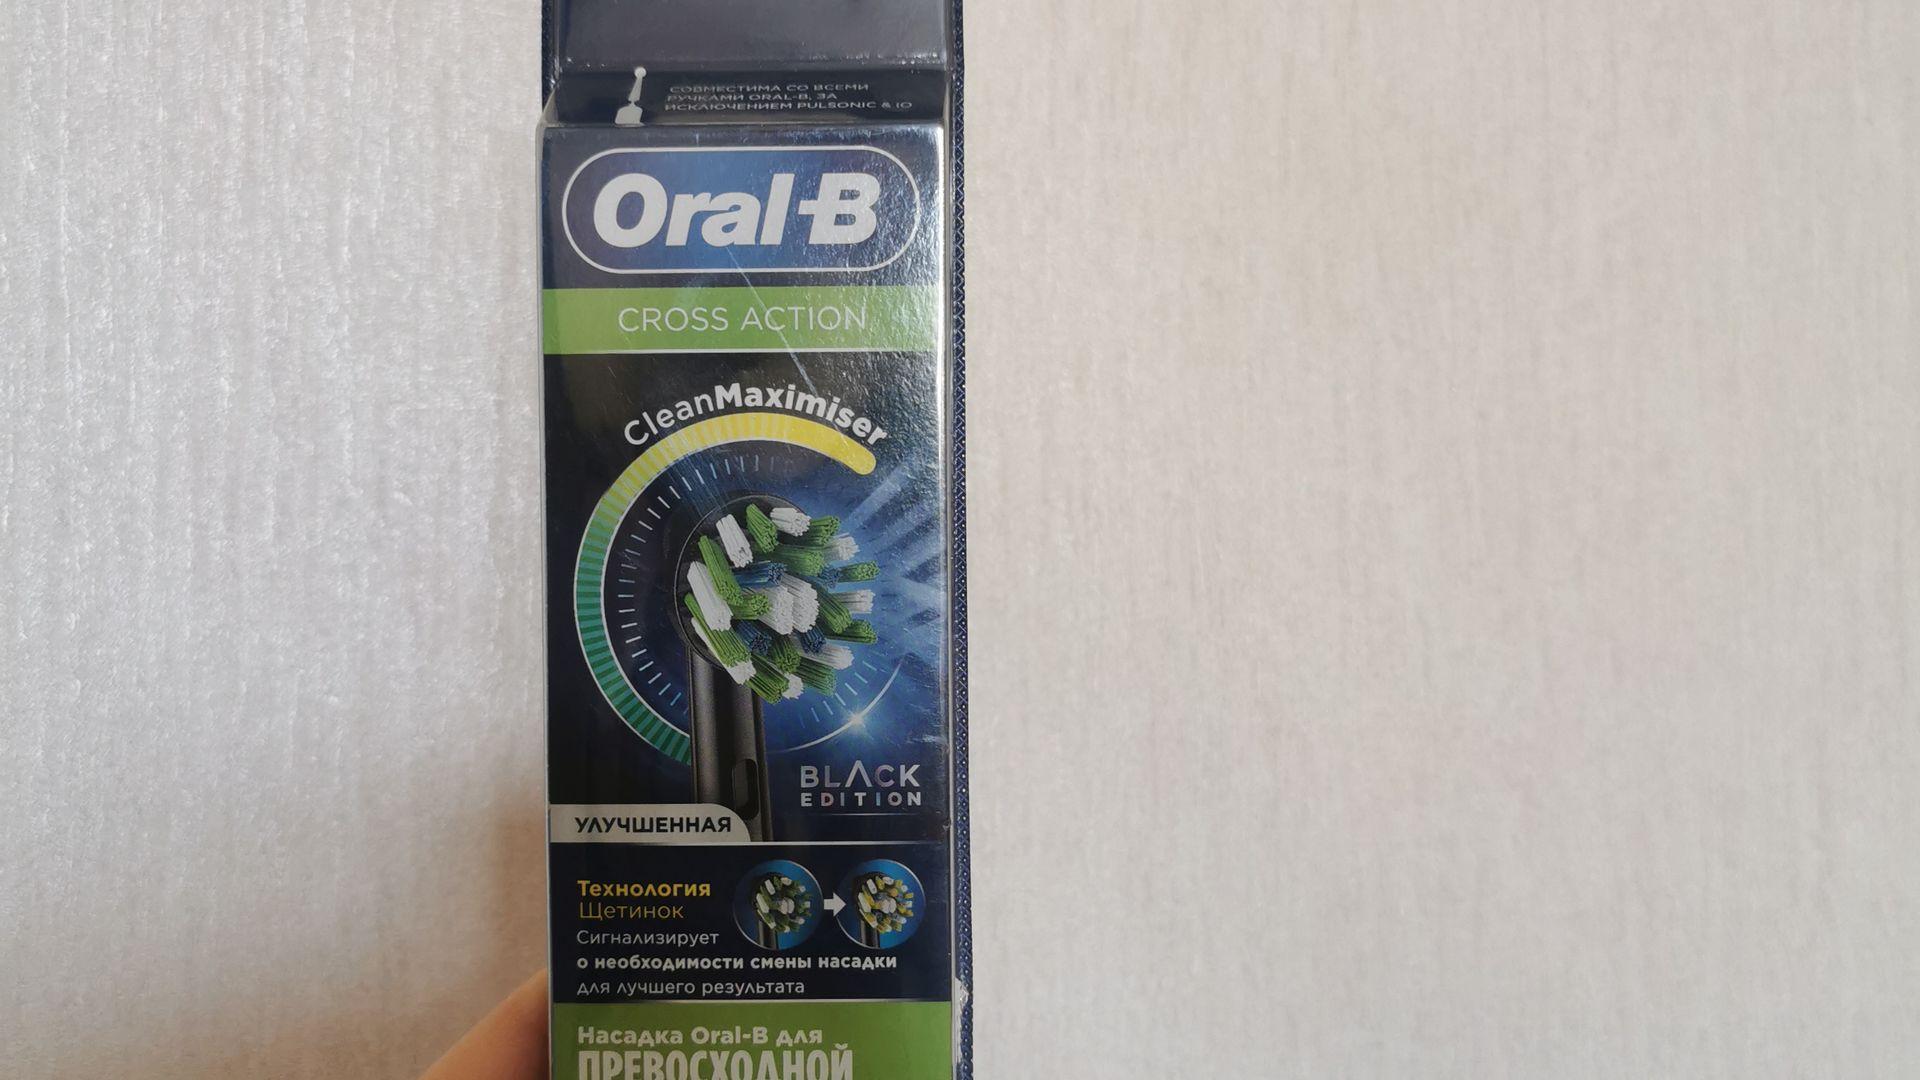 СОВМЕСТИМА СО ВСЕМИ
РУЧКАМИ ORAL-B, ЗА
ИСКЛЮЧЕНИЕМ PULSONIC & IO
Oral-B
CROSS ACTION
CleanMaximiser
BLACK
EDITION
УЛУЧШЕННАЯ
Технология
Щетинок
Сигнализирует
о необходимости смены насадки
для лучшего результата
Насадка Oral-B для
ПРЕВОСХОДНОЙ